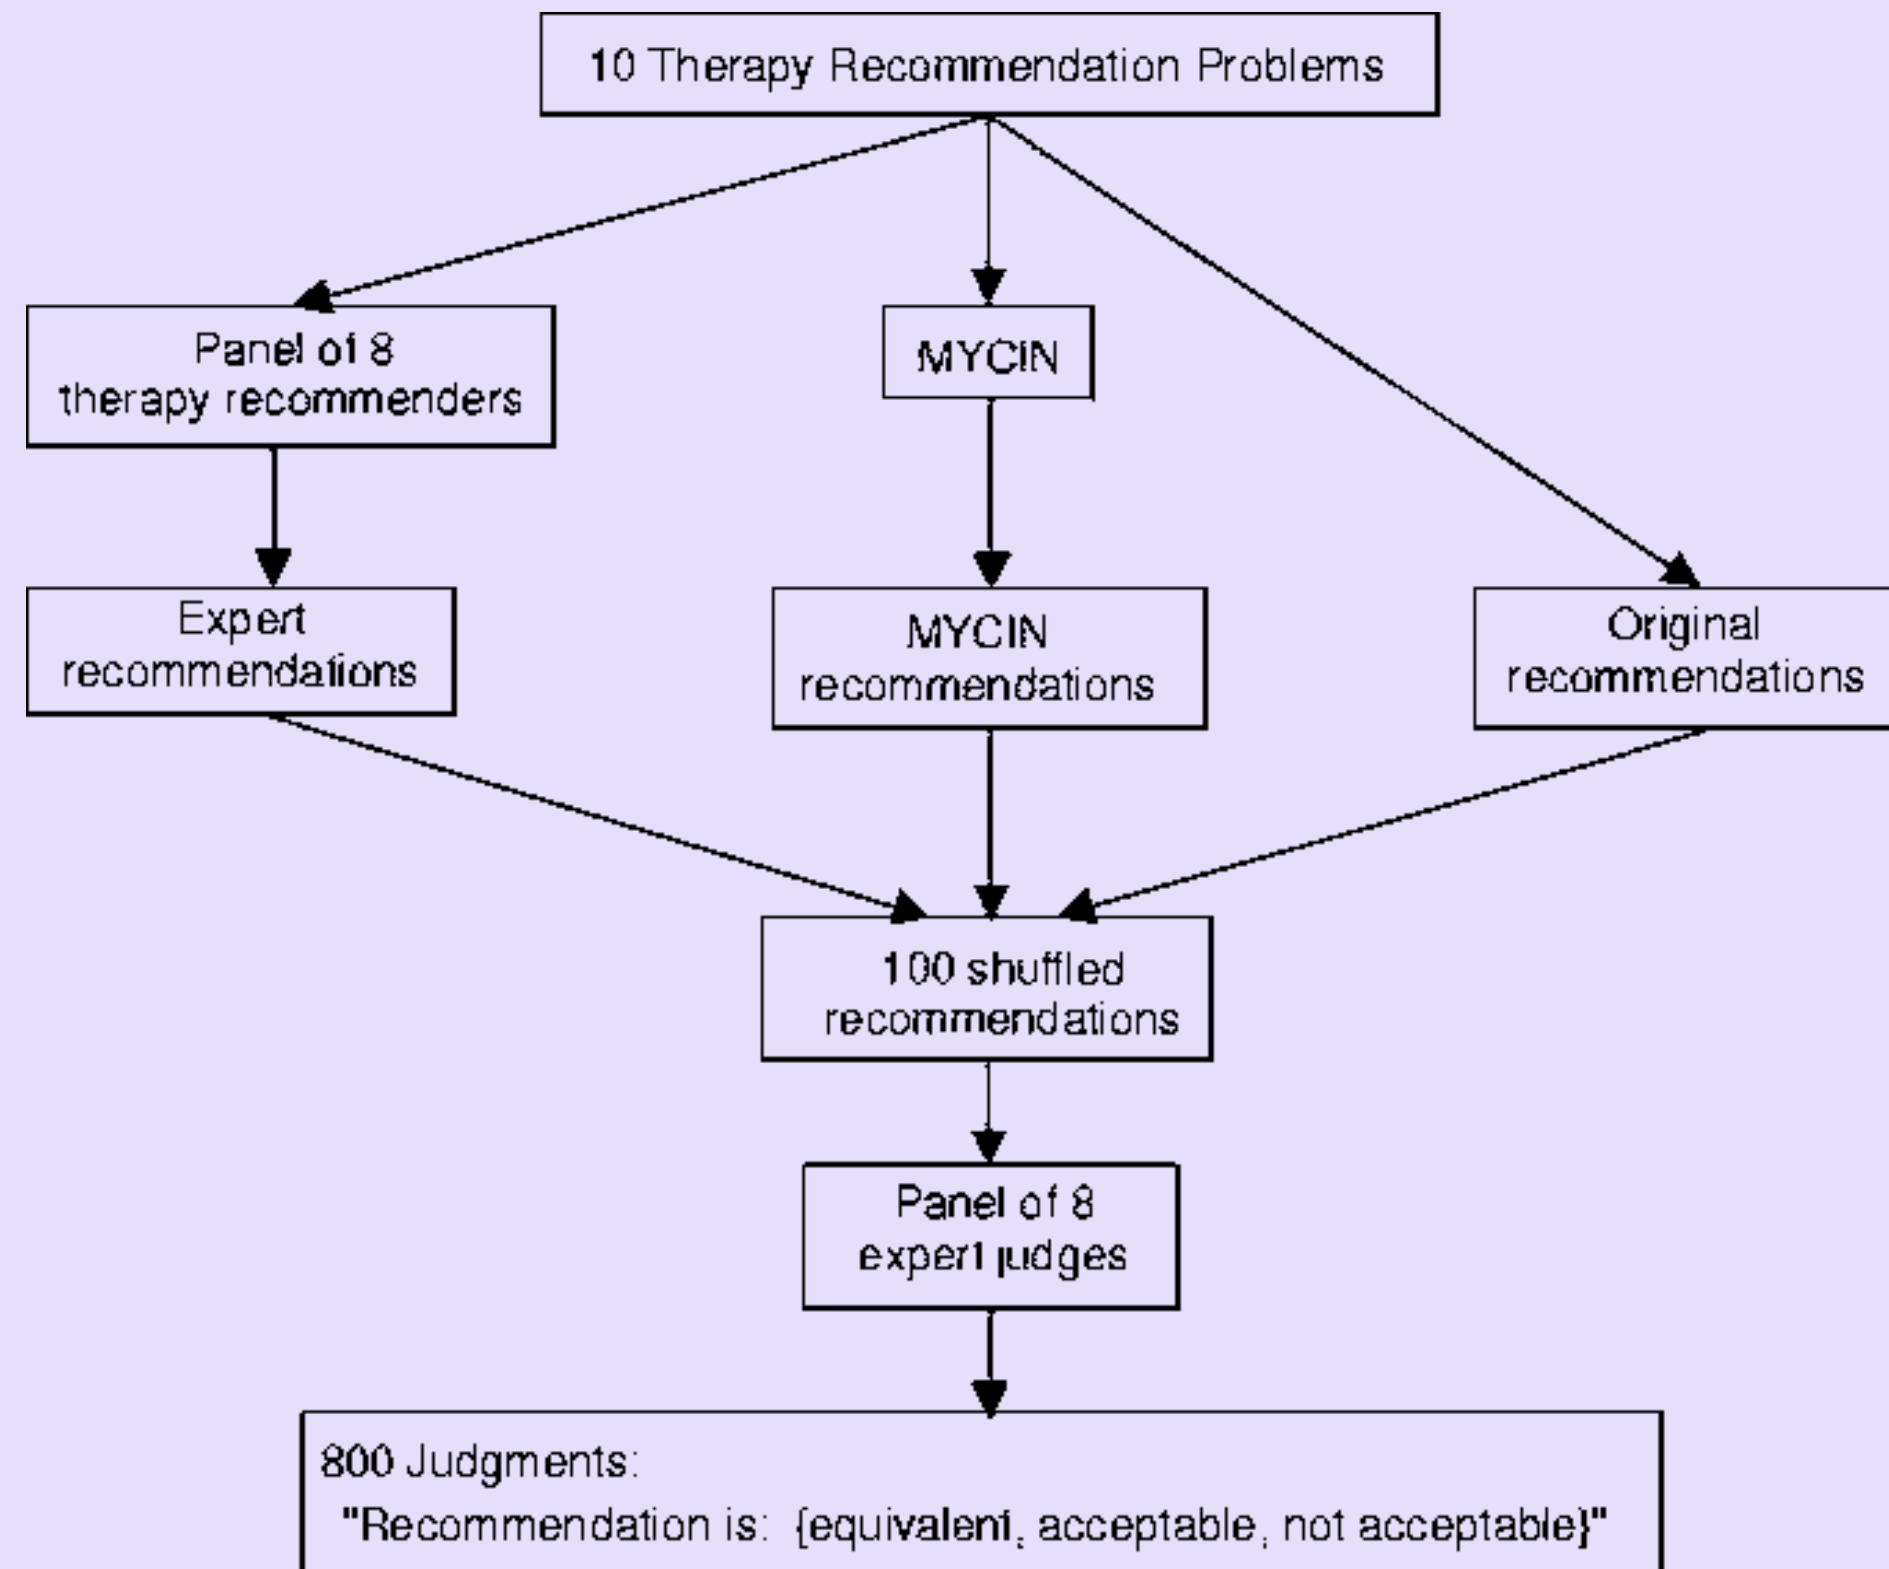 10 Therapy Recommendation Problems
Panel of 8
therapy recommenders
MYCIN
Expert
recommendations
MYCIN
recommendations
Original
recommendations
100 shuffled
recommendations
Panel of 8
expert judges
800 Judgments:
"Recommendation is: {equivalent, acceptable, not acceptable}"